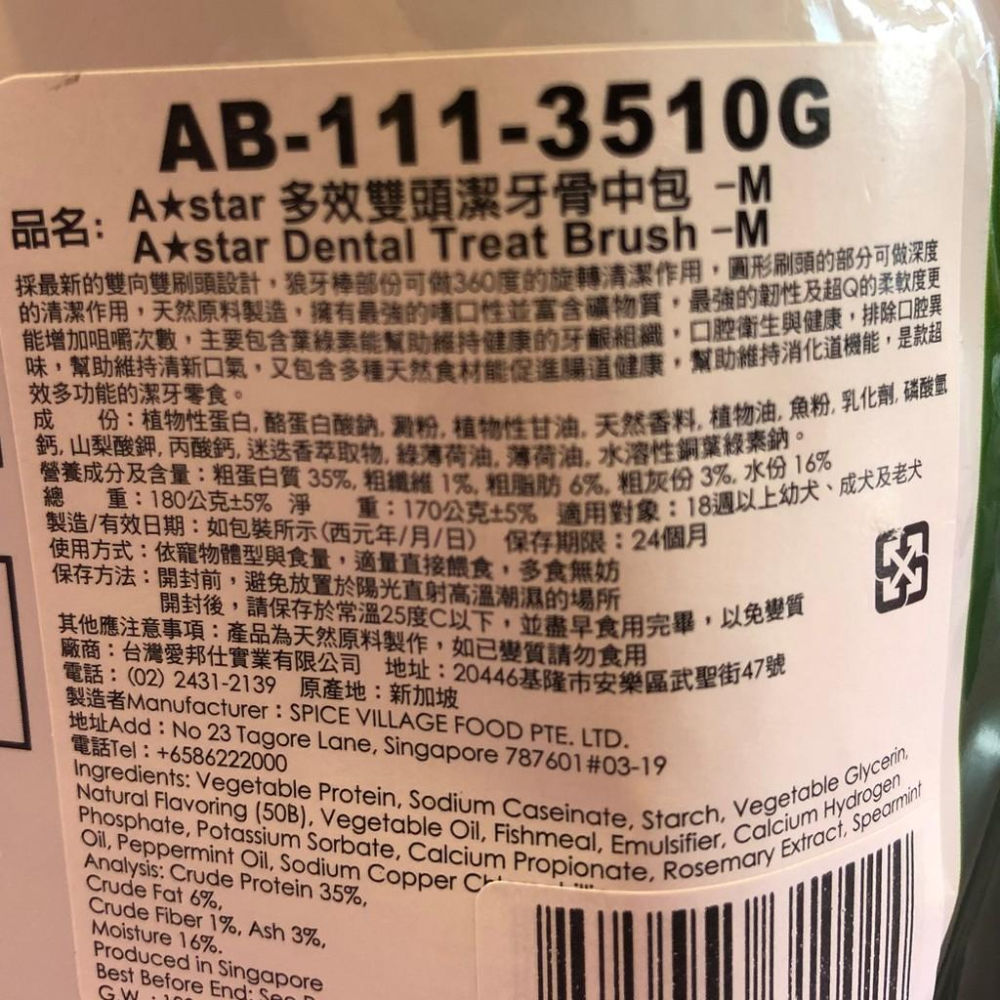 AB-111-3510G
品名: A★star 多效雙頭潔牙骨中包 -M
A★star Dental Treat Brush -M
採最新的雙向雙刷頭設計，狼牙棒部份可做360度的旋轉清潔作用，圓形刷頭的部分可做深度
的清潔作用，天然原料製造，擁有最強的嗜口性並富含礦物質，最強的韌性及超Q的柔軟度更
能增加咀嚼次數，主要包含葉綠素能幫助維持健康的牙齦組織，口腔衛生與健康，排除口腔異
味，幫助維持清新口氣，又包含多種天然食材能促進腸道健康，幫助維持消化道機能，是款超
效多功能的潔牙零食。
成 份：植物性蛋白, 酪蛋白酸鈉, 澱粉, 植物性甘油, 天然香料, 植物油, 魚粉, 乳化劑, 磷酸氫
鈣, 山梨酸鉀, 丙酸鈣, 迷迭香萃取物, 綠薄荷油, 薄荷油, 水溶性銅葉綠素鈉。
營養成分及含量：粗蛋白質 35%, 粗纖維 1%, 粗脂肪 6%, 粗灰份 3%, 水份 16%
總 重：180公克±5% 淨 重：170公克±5% 適用對象：18週以上幼犬、成犬及老犬
製造/有效日期：如包裝所示(西元年/月/日) 保存期限：24個月
使用方式：依寵物體型與食量，適量直接餵食，多食無妨
保存方法：開封前，避免放置於陽光直射高溫潮濕的場所
開封後，請保存於常溫25度C以下，並盡早食用完畢，以免變質
其他應注意事項：產品為天然原料製作，如已變質請勿食用
廠商：台灣愛邦仕實業有限公司 地址：20446基隆市安樂區武聖街47號
電話：(02) 2431-2139 原產地：新加坡
製造者Manufacturer：SPICE VILLAGE FOOD PTE. LTD.
地址Add：No 23 Tagore Lane, Singapore 787601#03-19
電話Tel：+6586222000
Ingredients: Vegetable Protein, Sodium Caseinate, Starch, Vegetable Glycerin,
Natural Flavoring (50B), Vegetable Oil, Fishmeal, Emulsifier, Calcium Hydrogen
Phosphate, Potassium Sorbate, Calcium Propionate, Rosemary Extract, Spearmint
Oil, Peppermint Oil, Sodium Copper
Analysis: Crude Protein 35%,
Crude Fat 6%,
Crude Fiber 1%, Ash 3%,
Moisture 16%.
Produced in Singapore
Best Before End:
G.W.